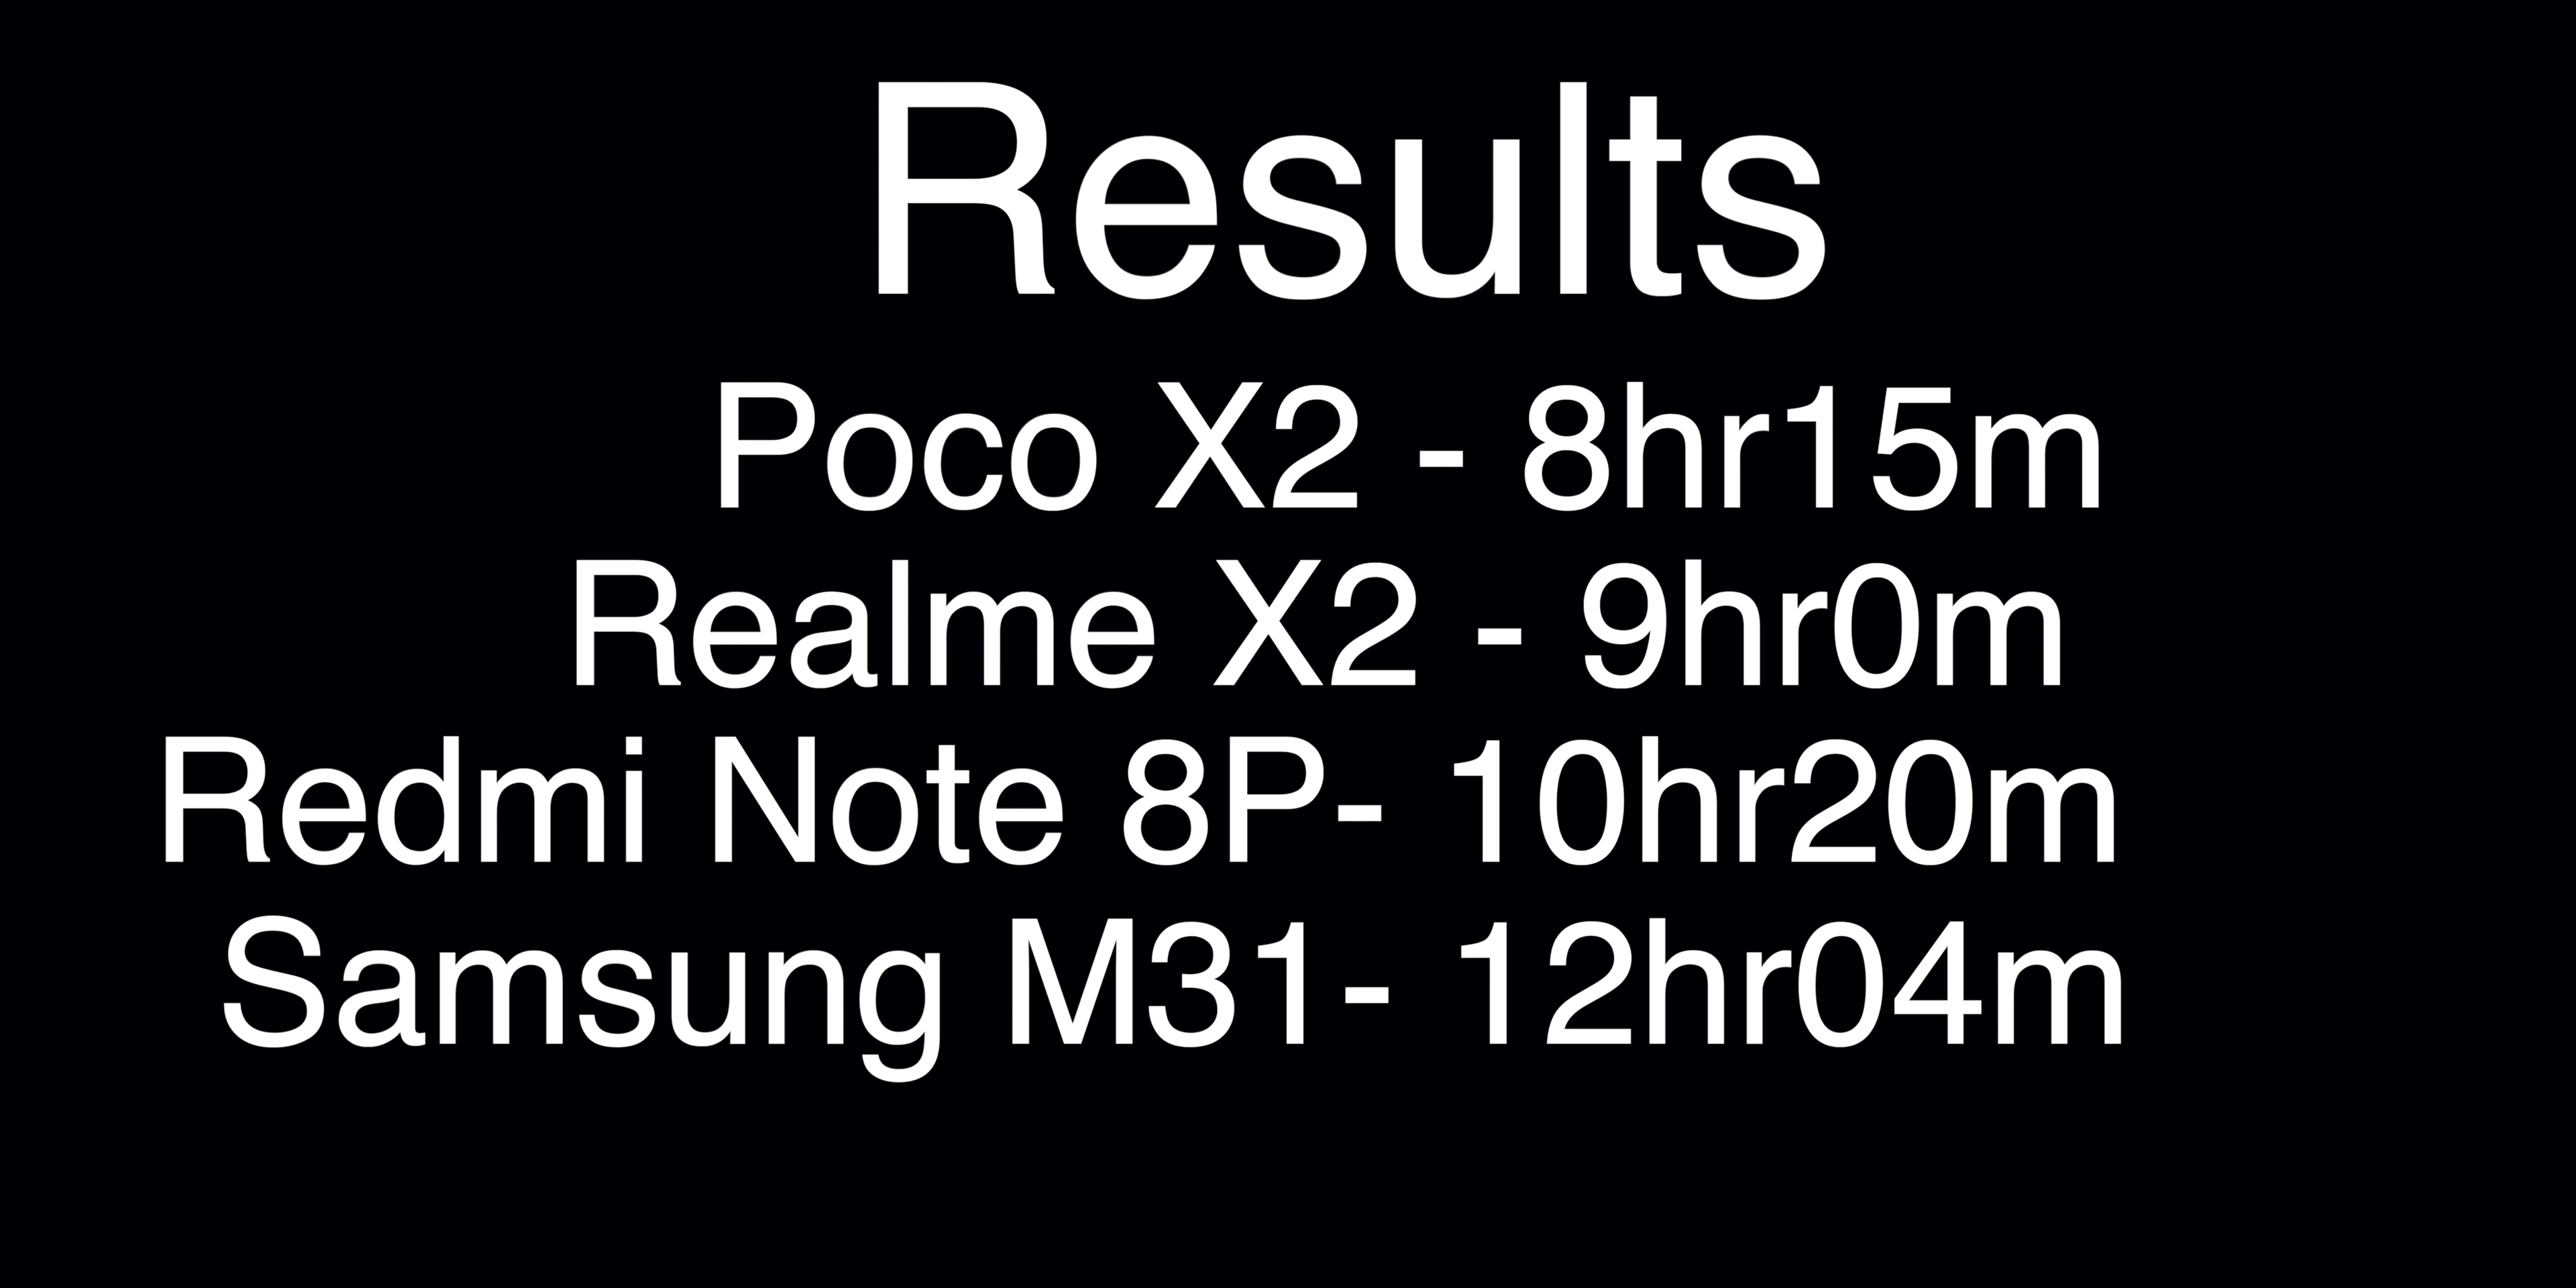 Results
Poco X2 - 8hr15m
Realme X2 - 9hr0m
Redmi Note 8P- 10hr20m
Samsung M31- 12hr04m